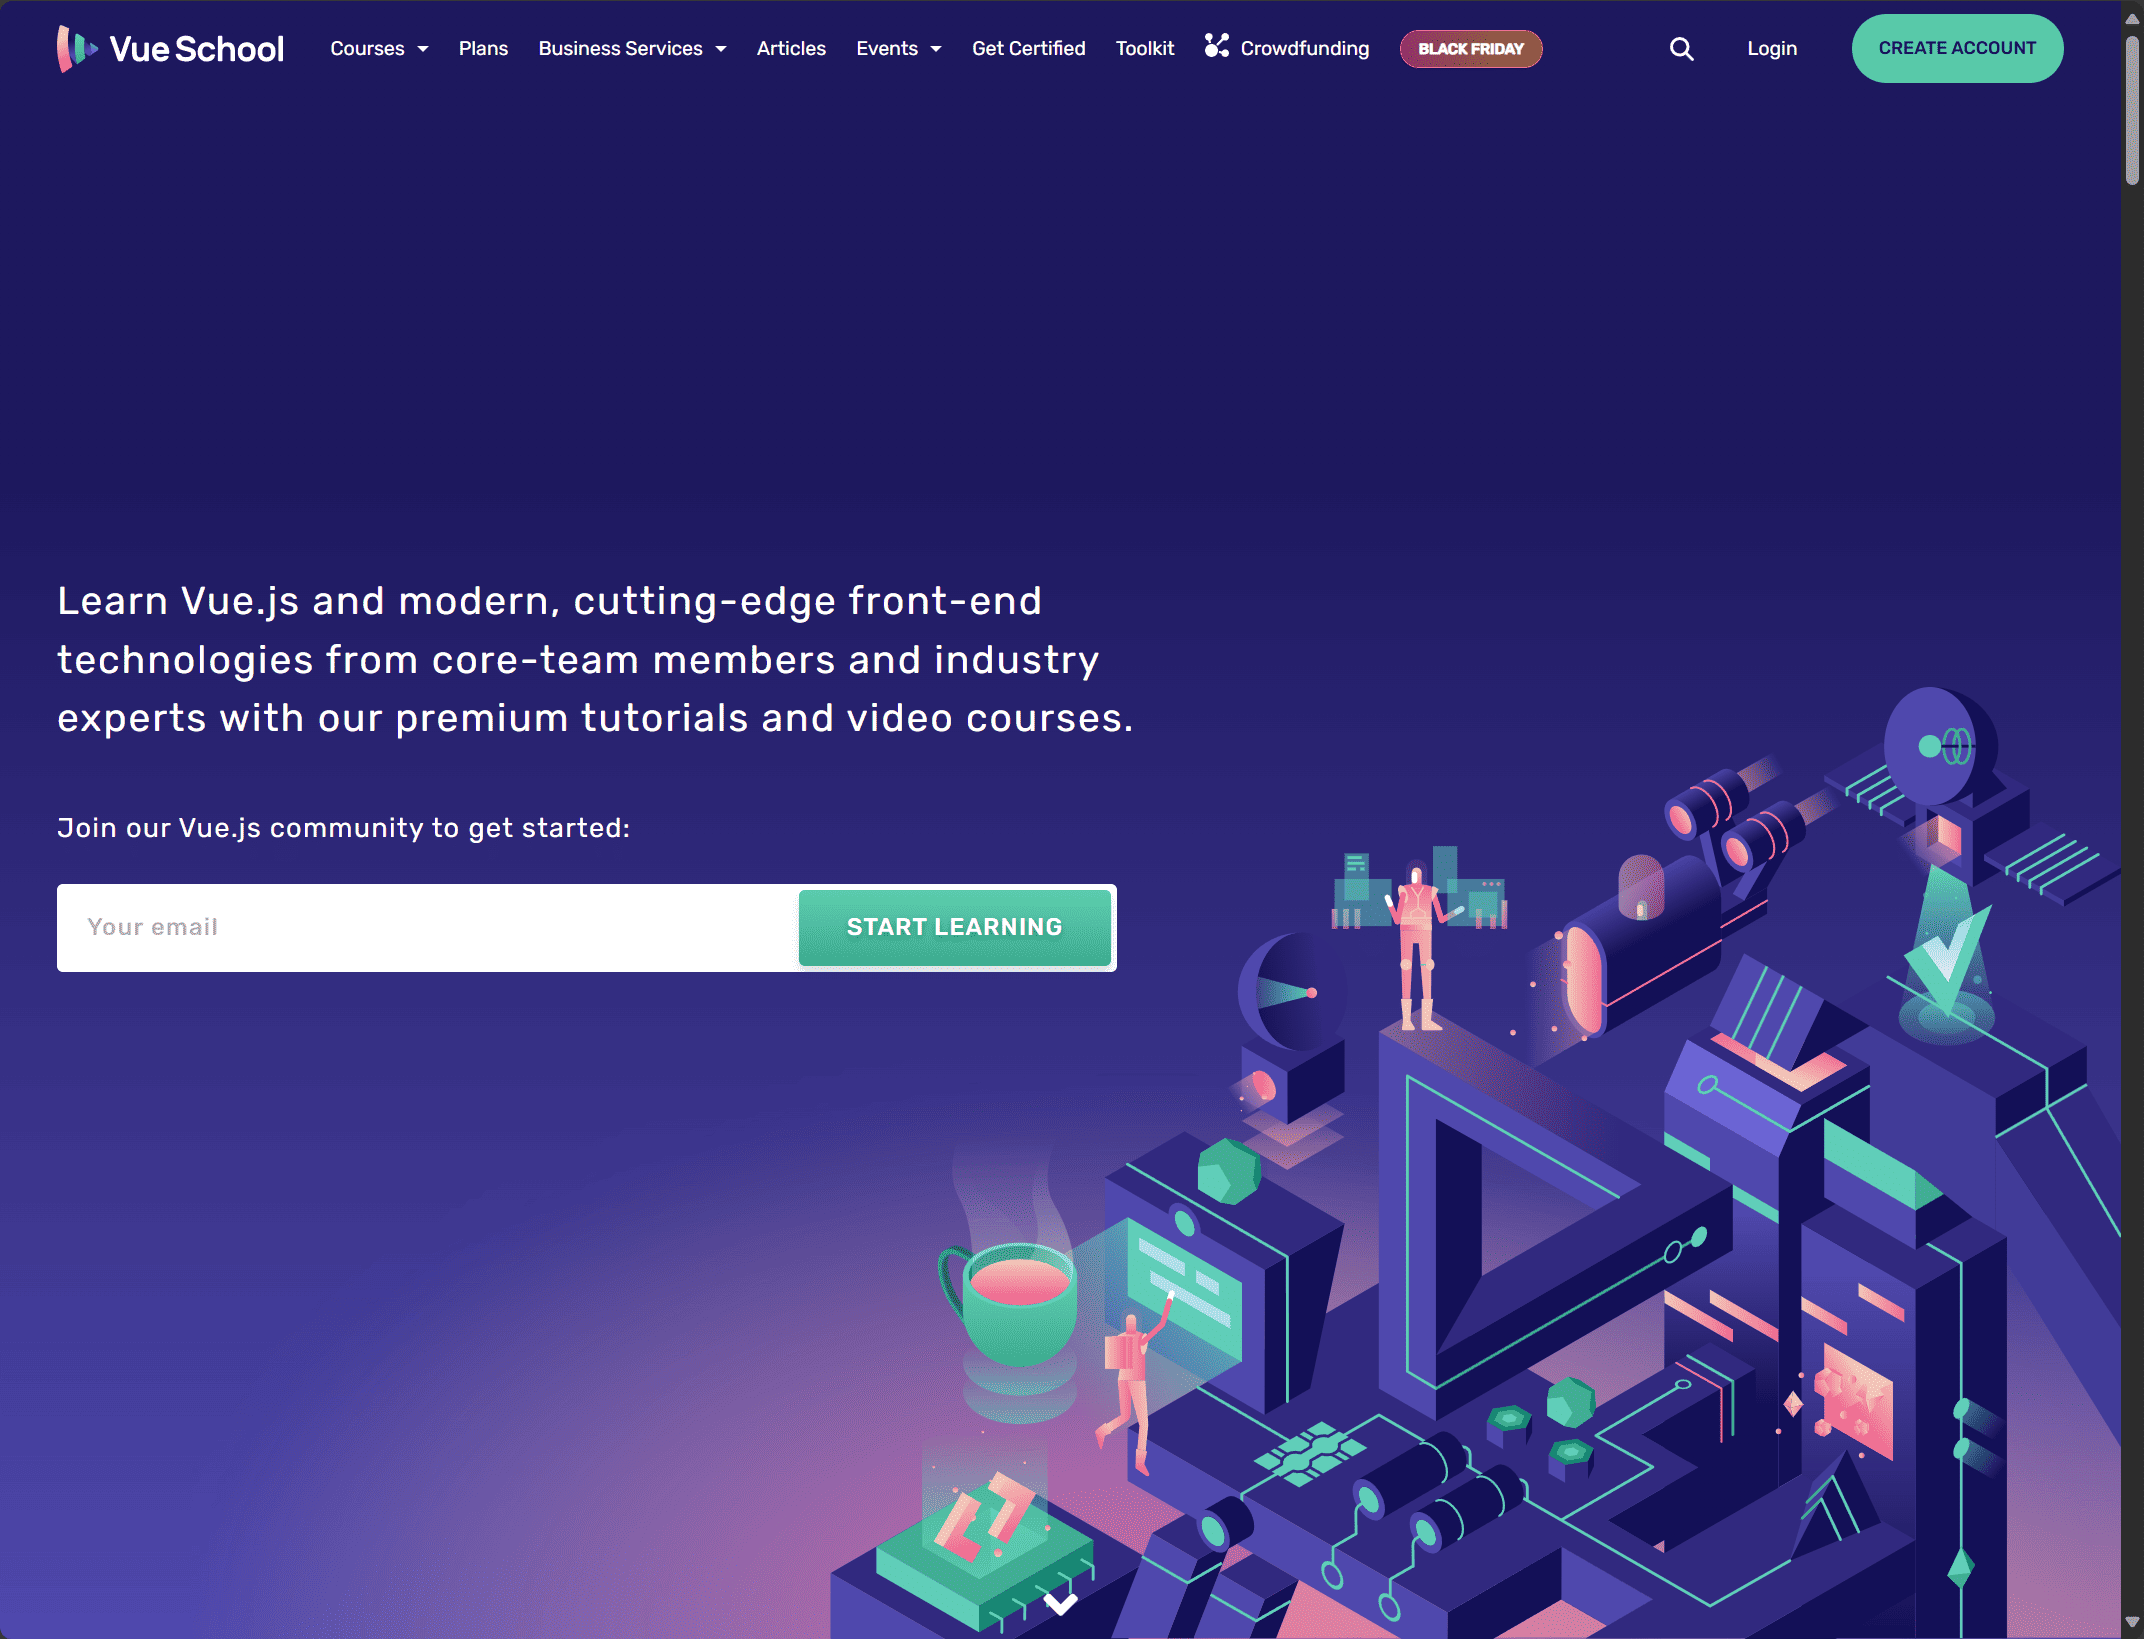 Vue School
Courses
Plans
Business Services
Articles
Events
Get Certified
Toolkit
Crowdfunding
BLACK FRIDAY
Login
CREATE ACCOUNT
Learn Vue.js and modern, cutting-edge front-end
technologies from core-team members and industry
experts with our premium tutorials and video courses.
Join our Vue.js community to get started:
Your email
START LEARNING